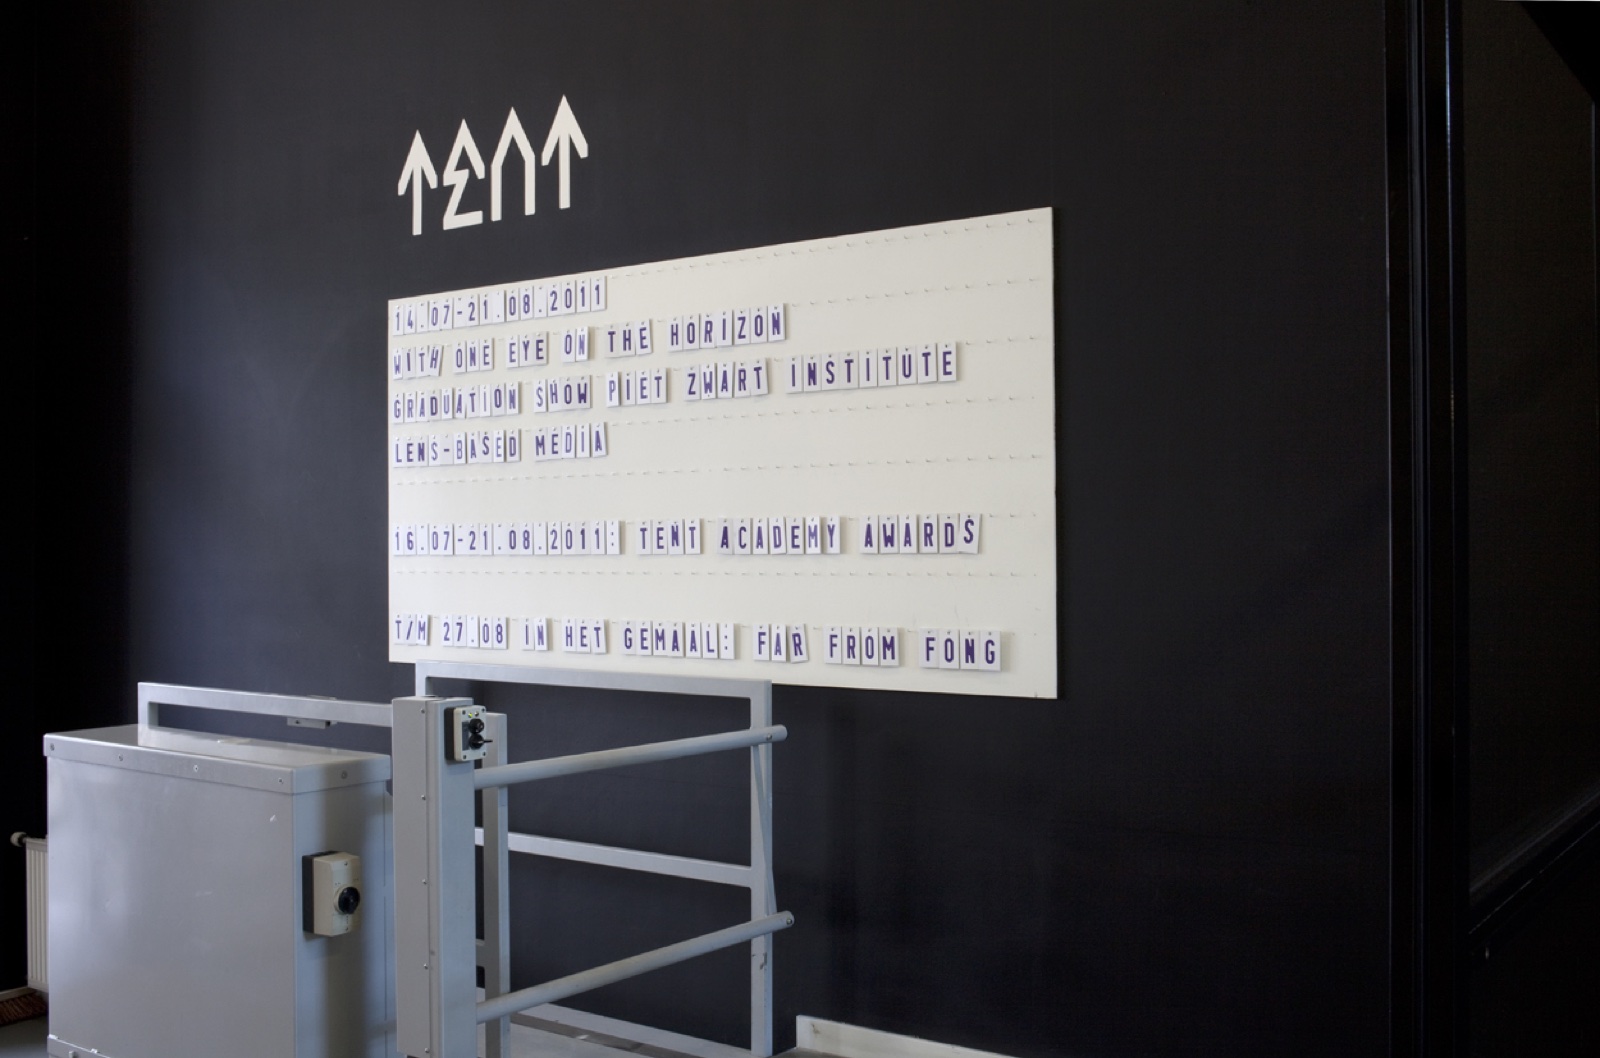 TENT
14.07-21.08.2011
WITH ONE EYE ON THE HORIZON
GRADUATION SHOW PIET ZWART INSTITUTE
LENS-BASED MEDIA
16.07-21.08.2011: TENT ACADEMY AWARDS
T/M 27.08 IN HET GEMAAL: FAR FROM FONG